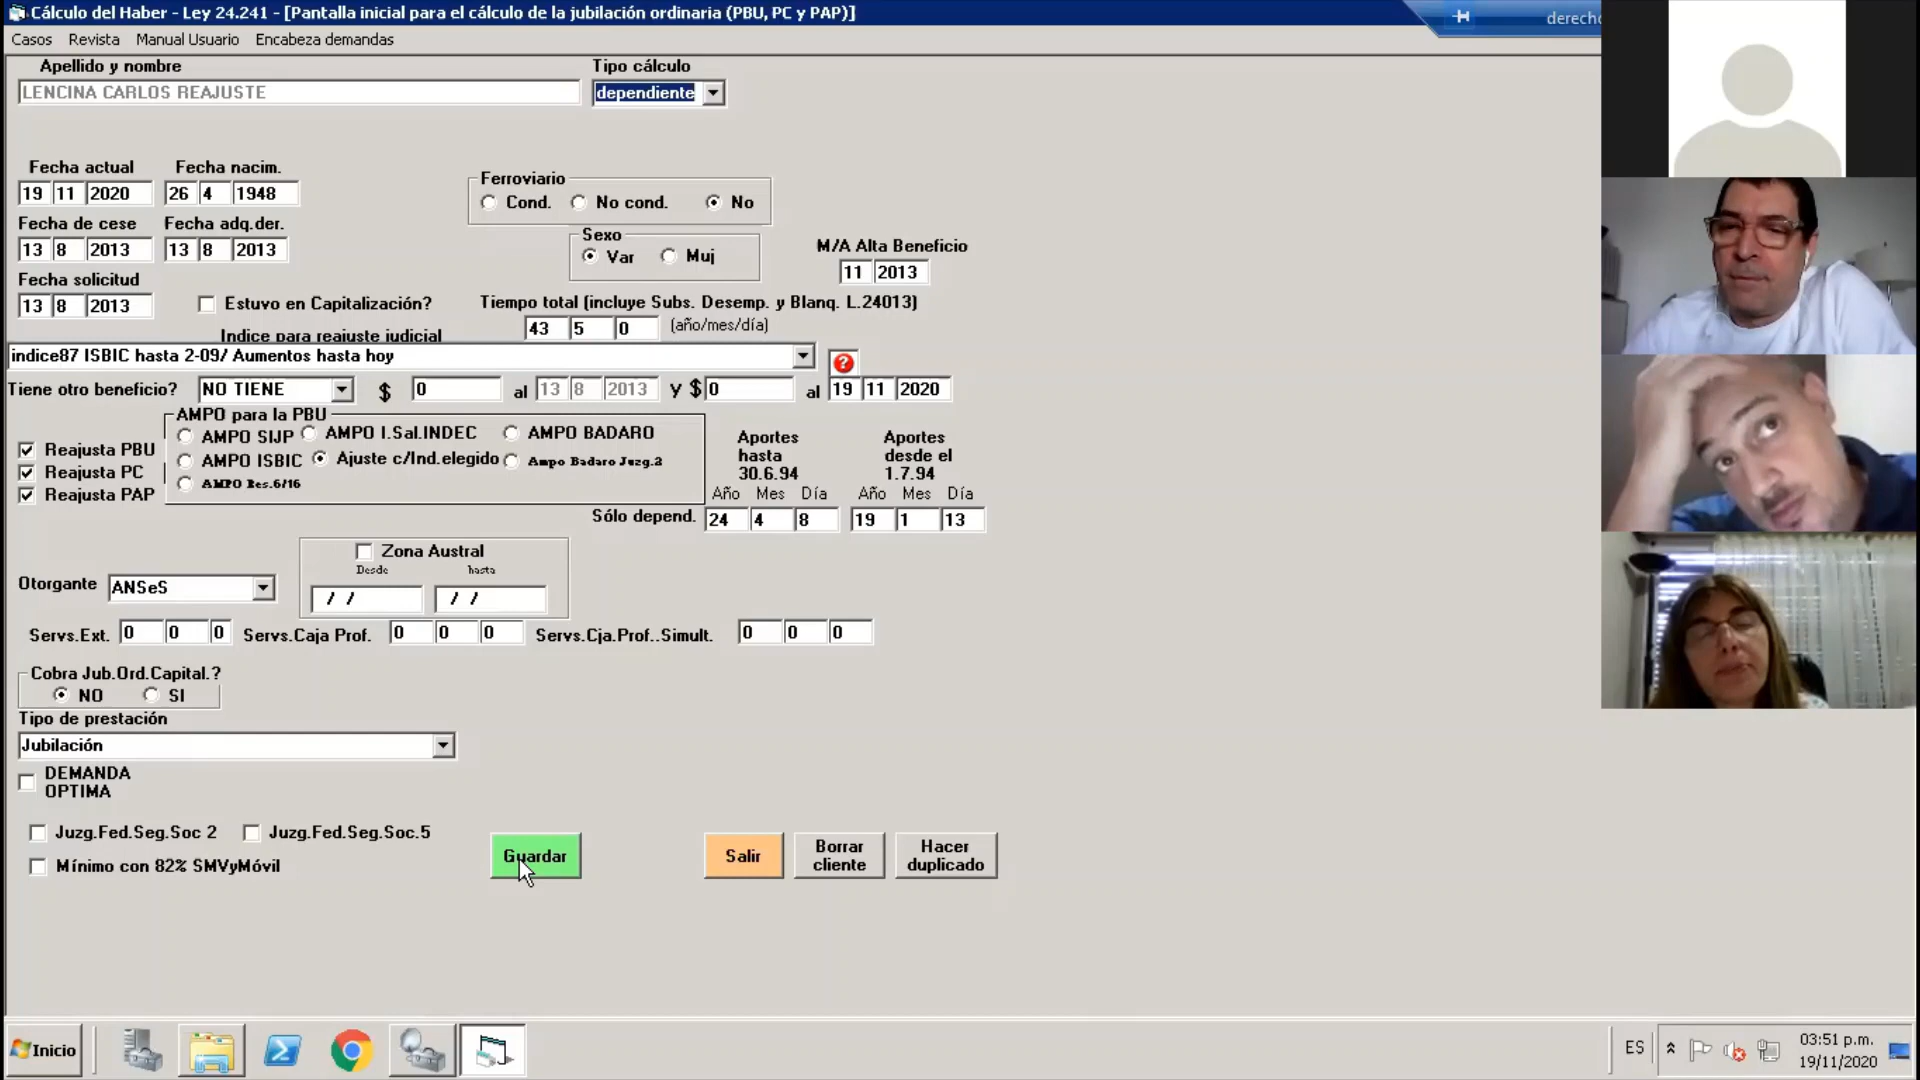 Cálculo del Haber - Ley 24.241 - [Pantalla inicial para el cálculo de la jubilación ordinaria (PBU, PC y PAP)]
derecho
Casos Revista Manual Usuario Encabeza demandas
Apellido y nombre Tipo cálculo
LENCINA CARLOS REAJUSTE dependiente
Fecha actual Fecha nacim.
19 11 2020 26 4 1948
Ferroviario
Cond. No cond. No
Fecha de cese Fecha adq.der.
13 8 2013 13 8 2013
Sexo
Var Muj
M/A Alta Beneficio
11 2013
Fecha solicitud
13 8 2013
Estuvo en Capitalización?
Tiempo total (incluye Subs. Desemp. y Blanq. L.24013)
43 5 0 (año/mes/día)
Indice para reajuste judicial
indice87 ISBIC hasta 2-09/ Aumentos hasta hoy
?
Tiene otro beneficio? NO TIENE $ 0 al 13 8 2013 y $ 0 al 19 11 2020
AMPO para la PBU
AMPO SIJP AMPO I.Sal.INDEC AMPO BADARO
AMPO ISBIC Ajuste c/Ind.elegido Ampo Badaro Juzg.2
AMPO Res.6/16
Reajusta PBU
Reajusta PC
Reajusta PAP
Aportes hasta 30.6.94
Aportes desde el 1.7.94
Año Mes Día Año Mes Día
Sólo depend. 24 4 8 19 1 13
Zona Austral
Desde hasta
/ / / /
Otorgante ANSeS
Servs.Ext. 0 0 0 Servs.Caja Prof. 0 0 0 Servs.Cja.Prof..Simult. 0 0 0
Cobra Jub.Ord.Capital.?
NO SI
Tipo de prestación
Jubilación
DEMANDA
OPTIMA
Juzg.Fed.Seg.Soc 2 Juzg.Fed.Seg.Soc.5
Mínimo con 82% SMVyMóvil
Guardar
Salir
Borrar cliente
Hacer duplicado
Inicio
ES
03:51 p.m.
19/11/2020